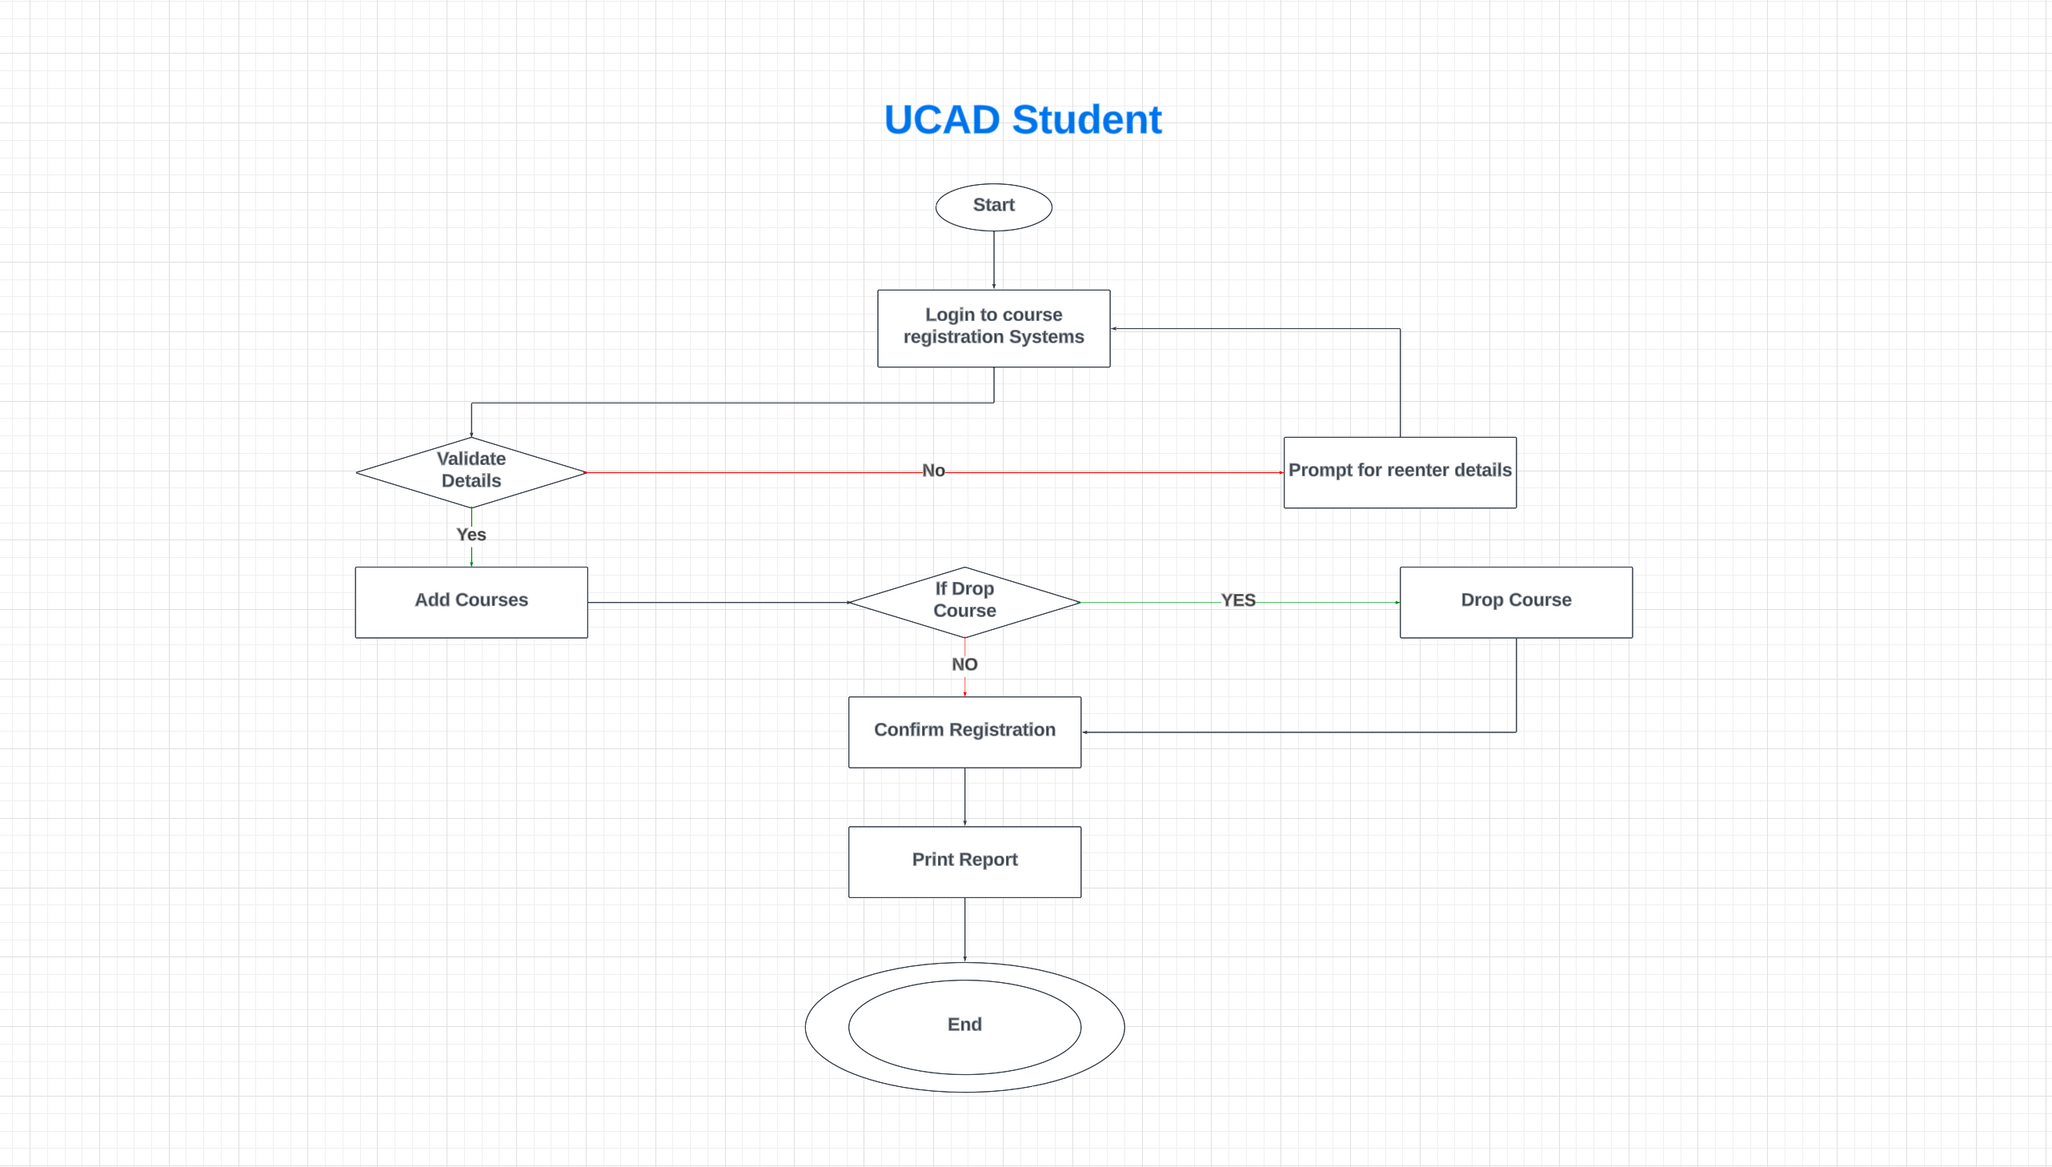 UCAD Student
Start
Login to course
registration Systems
Validate
Details
No
Prompt for reenter details
Yes
Add Courses
If Drop
Course
YES
Drop Course
NO
Confirm Registration
Print Report
End